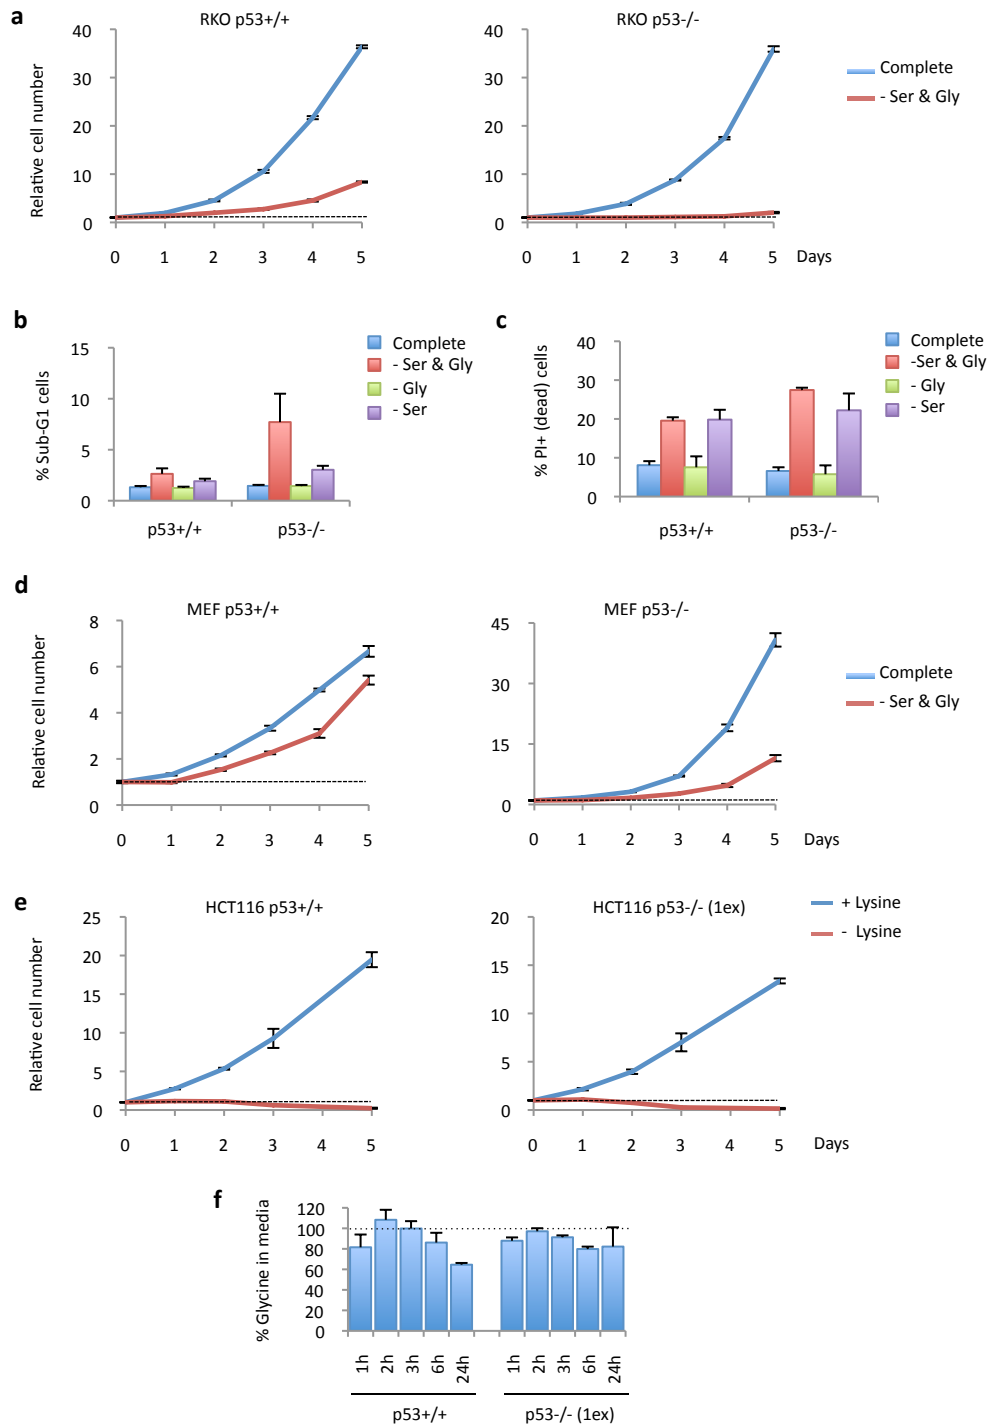 a
RKO p53+/+
RKO p53-/-
Relative cell number
40
30
20
10
0
0 1 2 3 4 5
40
30
20
10
0
0 1 2 3 4 5 Days
Complete
- Ser & Gly
b
% Sub-G1 cells
15
10
5
0
p53+/+ p53-/-
Complete
- Ser & Gly
- Gly
- Ser
c
% PI+ (dead) cells
40
30
20
10
0
p53+/+ p53-/-
Complete
-Ser & Gly
- Gly
- Ser
d
MEF p53+/+
MEF p53-/-
Relative cell number
8
6
4
2
0
0 1 2 3 4 5
45
30
15
0
0 1 2 3 4 5 Days
Complete
- Ser & Gly
e
HCT116 p53+/+
HCT116 p53-/- (1ex)
Relative cell number
25
20
15
10
5
0
0 1 2 3 4 5
20
15
10
5
0
0 1 2 3 4 5 Days
+ Lysine
- Lysine
f
% Glycine in media
120
100
80
60
40
20
0
1h 2h 3h 6h 24h 1h 2h 3h 6h 24h
p53+/+ p53-/- (1ex)